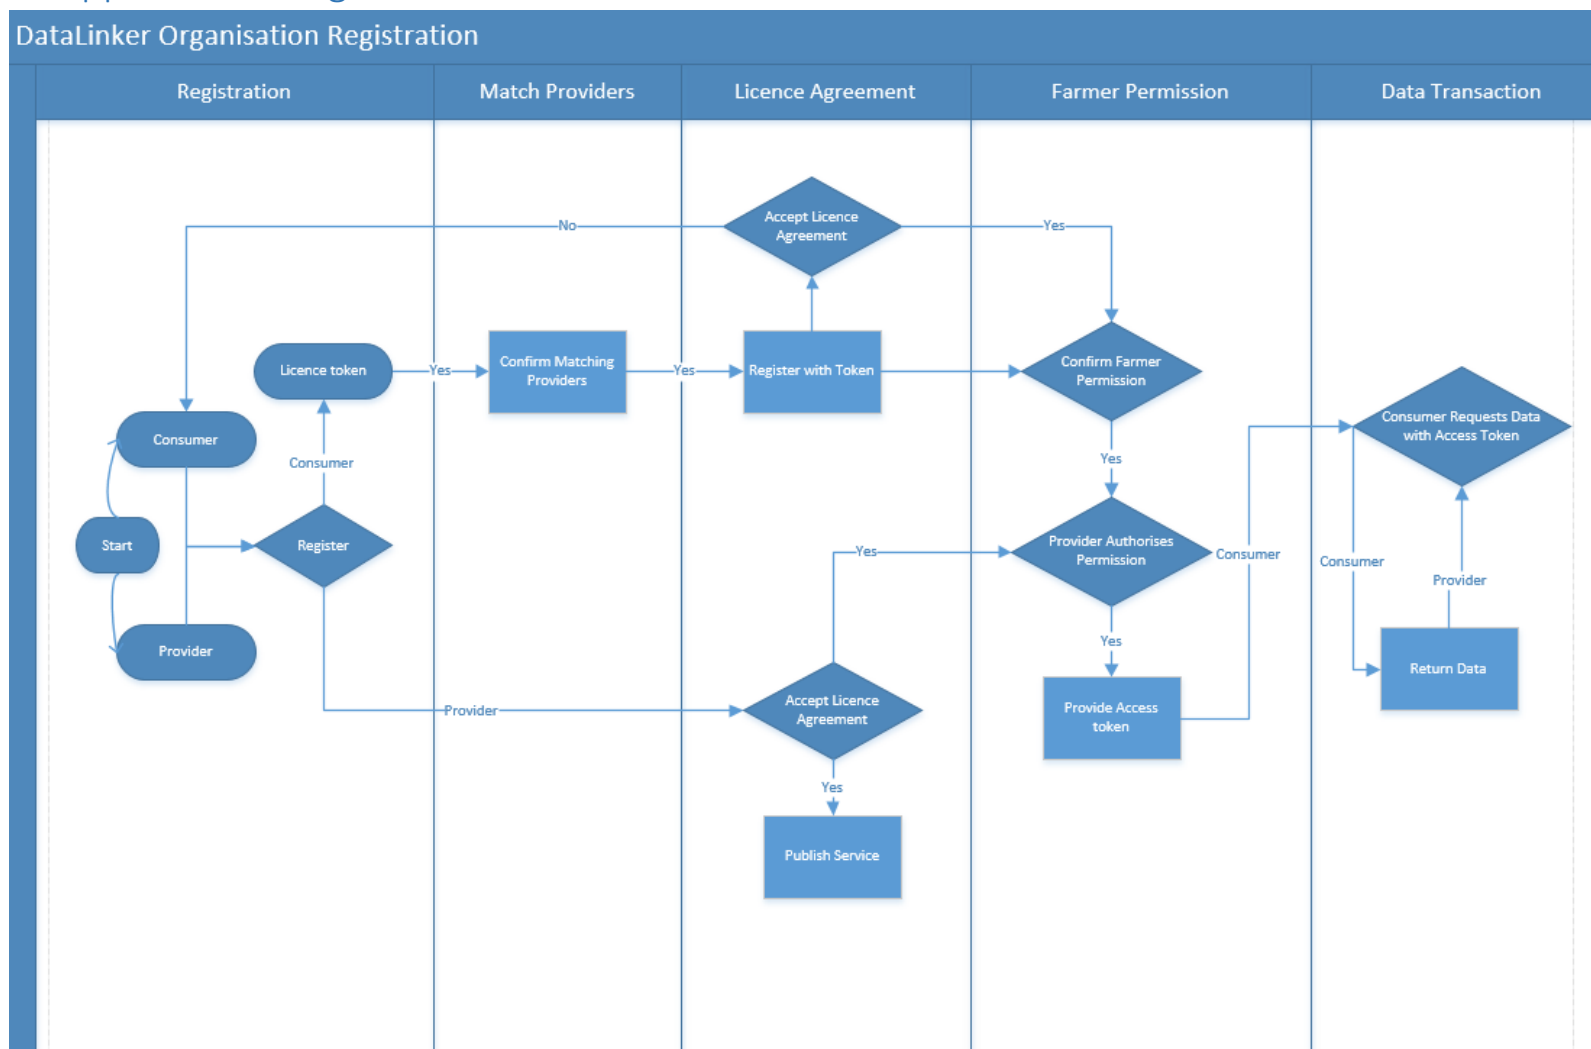 DataLinker Organisation Registration
Registration
Match Providers
Licence Agreement
Farmer Permission
Data Transaction
Accept Licence
Agreement
No
Yes
Licence token
Yes
Confirm Matching
Providers
Yes
Register with Token
Confirm Farmer
Permission
Consumer
Consumer
Yes
Consumer Requests Data
with Access Token
Start
Register
Yes
Provider Authorises
Permission
Consumer
Consumer
Provider
Provider
Yes
Return Data
Provider
Accept Licence
Agreement
Provide Access
token
Yes
Publish Service